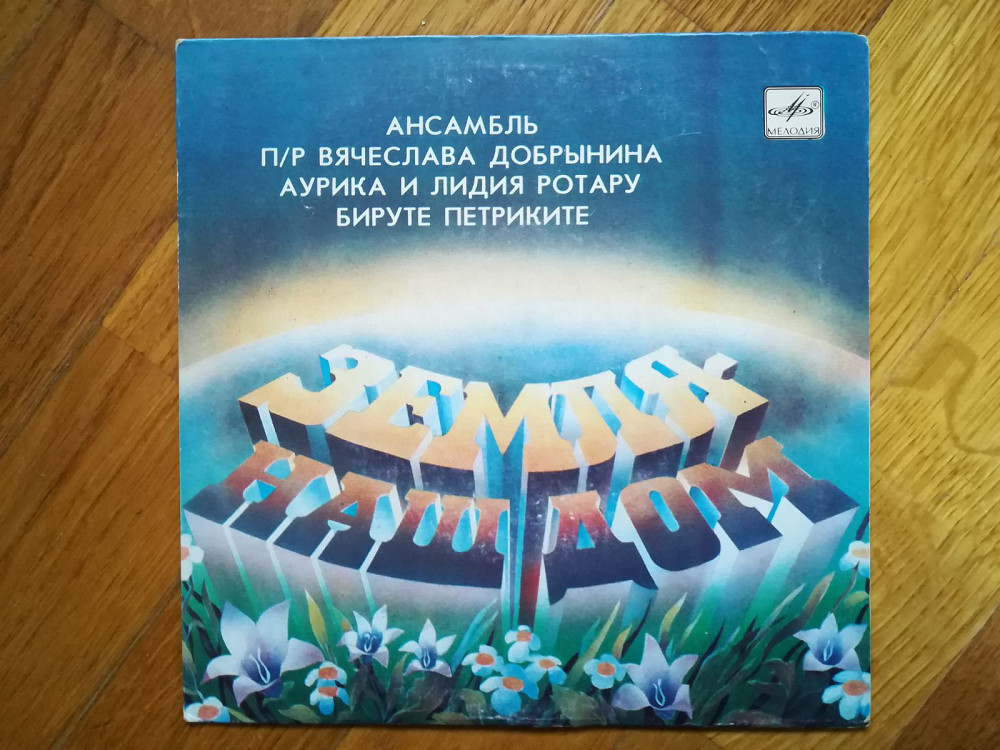 АНСАМБЛЬ
П/Р ВЯЧЕСЛАВА ДОБРЫНИНА
АУРИКА И ЛИДИЯ РОТАРУ
БИРУТЕ ПЕТРИКИТЕ
®
МЕЛОДИЯ
ЗЕМЛЯ
НАШ ДОМ